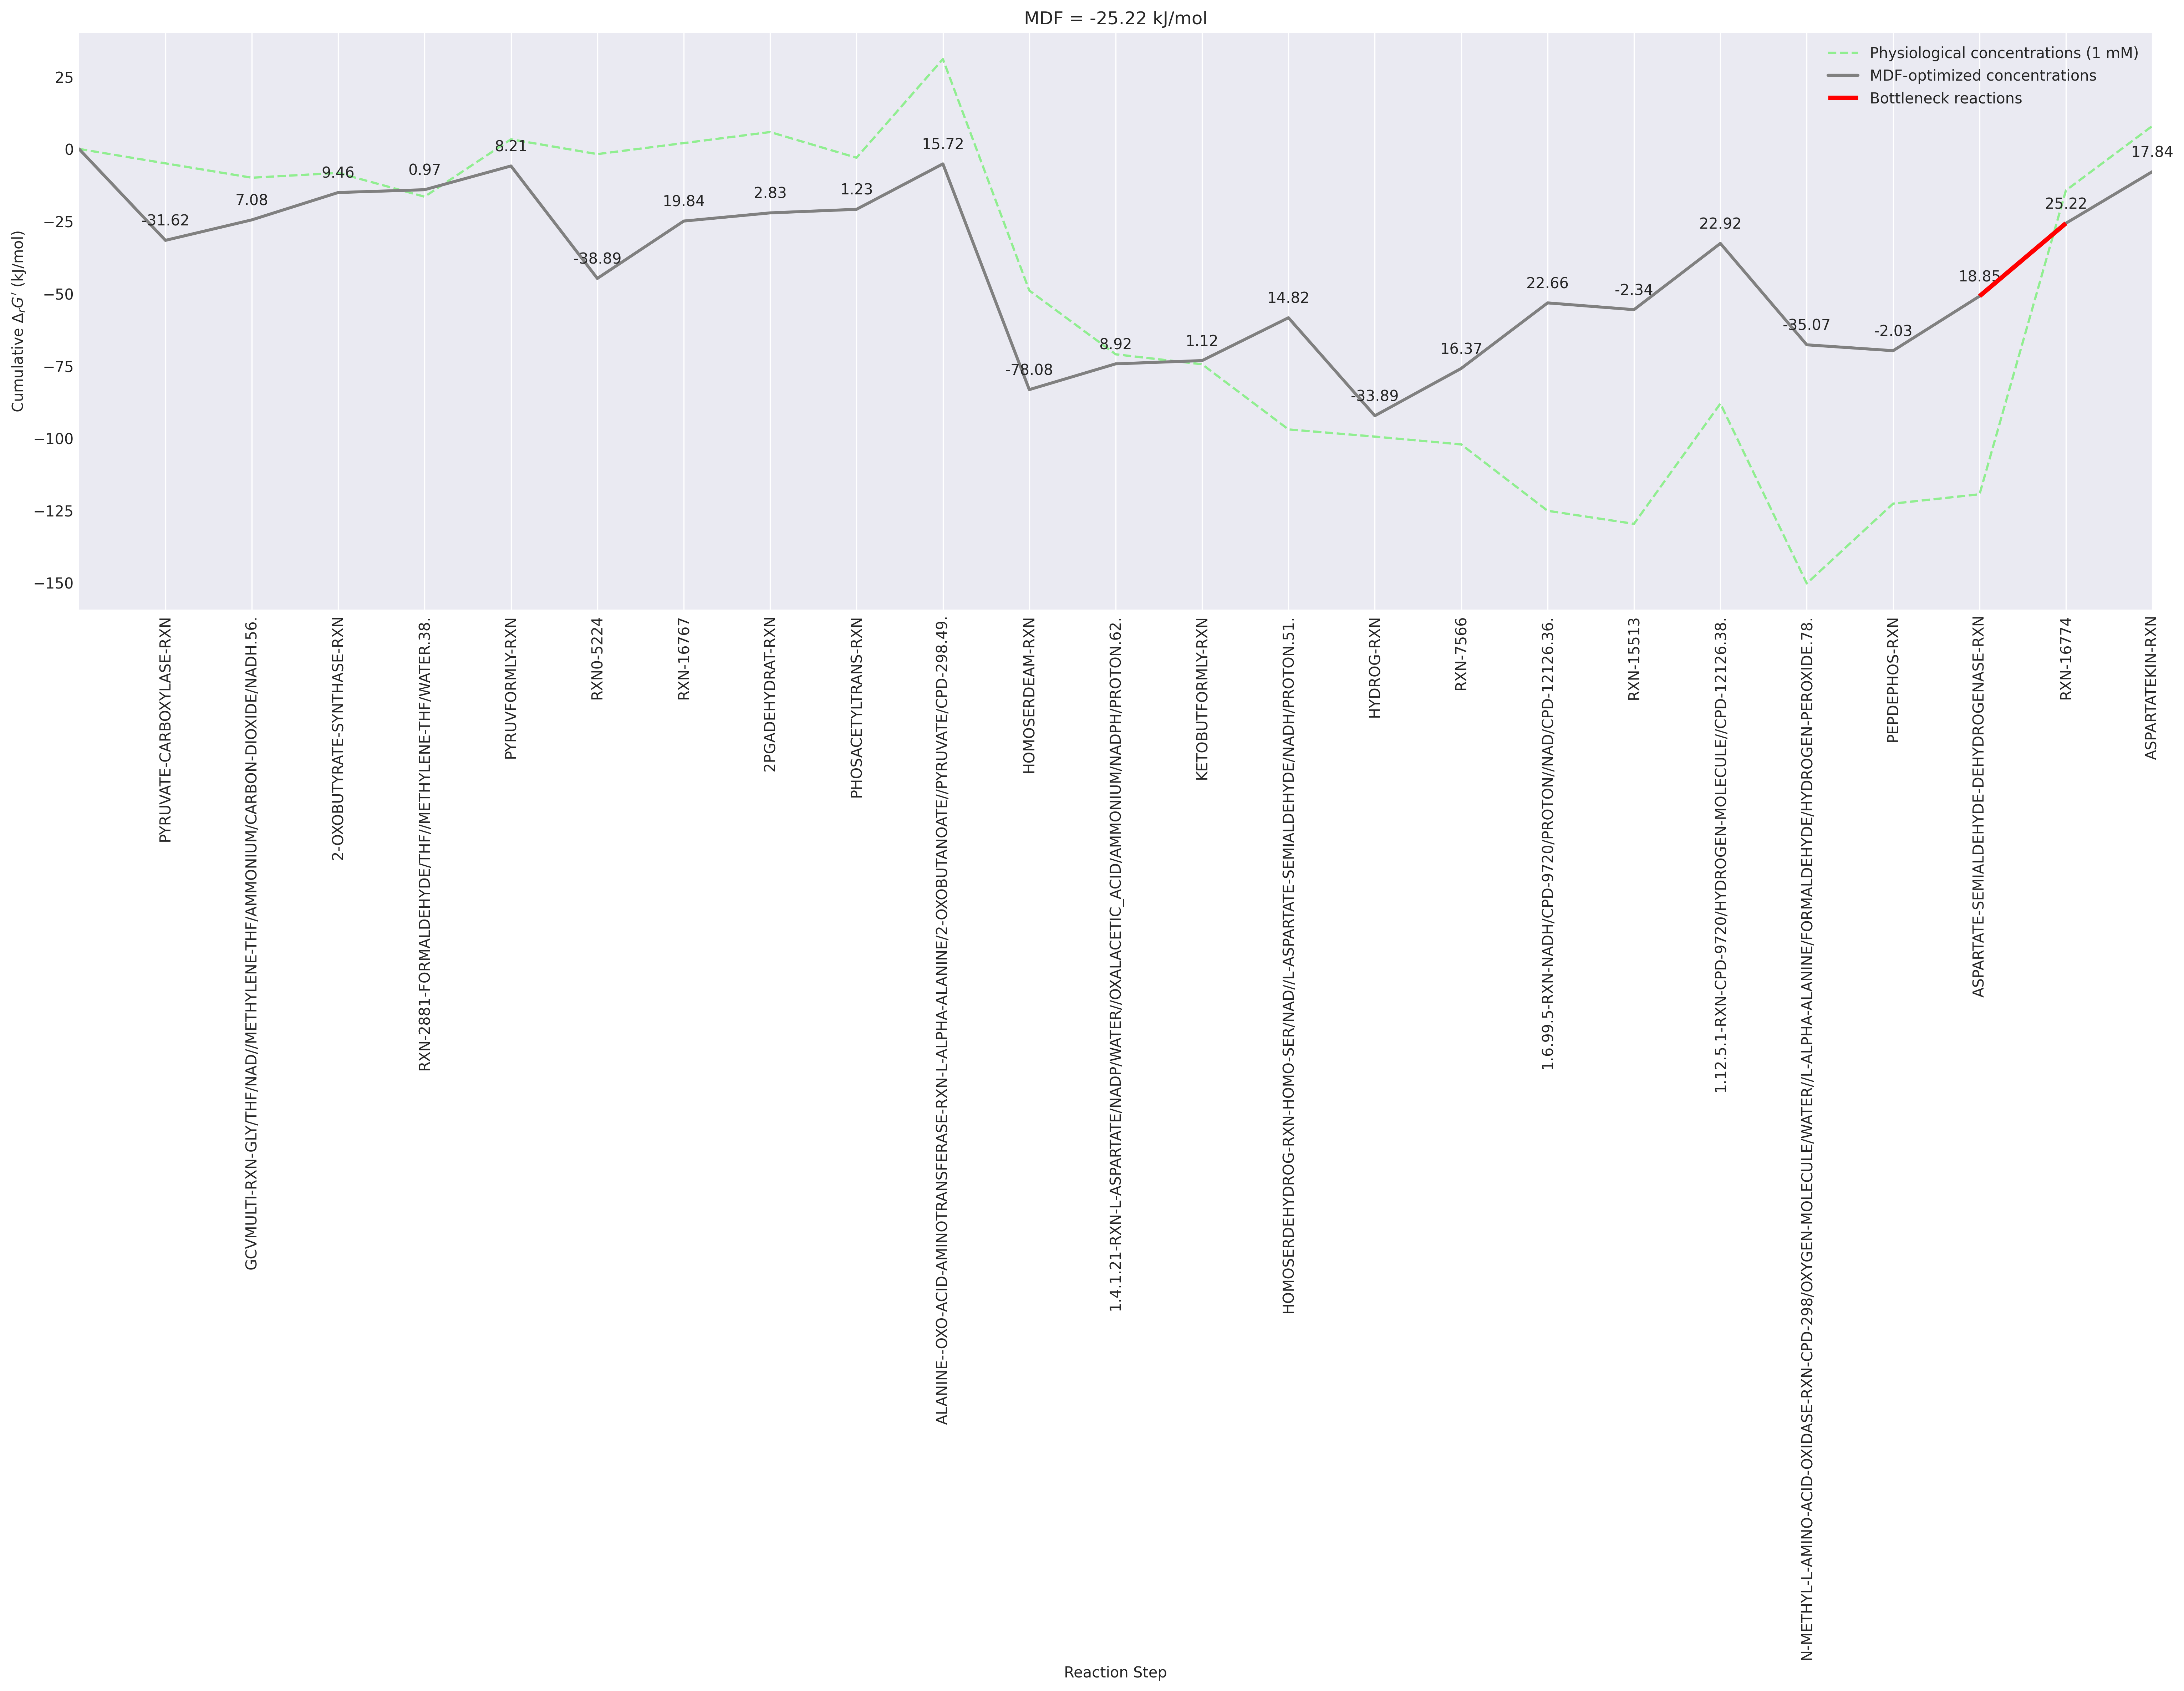 MDF = -25.22 kJ/mol
Physiological concentrations (1 mM)
MDF-optimized concentrations
Bottleneck reactions
Cumulative ΔrG′ (kJ/mol)
25
0
−25
−50
−75
−100
−125
−150
-31.62
7.08
9.46
0.97
8.21
-38.89
19.84
2.83
1.23
15.72
-78.08
8.92
1.12
14.82
-33.89
16.37
22.66
-2.34
22.92
-35.07
-2.03
18.85
25.22
17.84
PYRUVATE-CARBOXYLASE-RXN
GCVMULTI-RXN-GLY/THF/NAD//METHYLENE-THF/AMMONIUM/CARBON-DIOXIDE/NADH.56.
2-OXOBUTYRATE-SYNTHASE-RXN
RXN-2881-FORMALDEHYDE/THF//METHYLENE-THF/WATER.38.
PYRUVFORMLY-RXN
RXN0-5224
RXN-16767
2PGADEHYDRAT-RXN
PHOSACETYLTRANS-RXN
ALANINE--OXO-ACID-AMINOTRANSFERASE-RXN-L-ALPHA-ALANINE/2-OXOBUTANOATE//PYRUVATE/CPD-298.49.
HOMOSERDEAM-RXN
1.4.1.21-RXN-L-ASPARTATE/NADP/WATER//OXALACETIC_ACID/AMMONIUM/NADPH/PROTON.62.
KETOBUTFORMLY-RXN
HOMOSERDEHYDROG-RXN-HOMO-SER/NAD//L-ASPARTATE-SEMIALDEHYDE/NADH/PROTON.51.
HYDROG-RXN
RXN-7566
1.6.99.5-RXN-NADH/CPD-9720/PROTON//NAD/CPD-12126.36.
RXN-15513
1.12.5.1-RXN-CPD-9720/HYDROGEN-MOLECULE//CPD-12126.38.
N-METHYL-L-AMINO-ACID-OXIDASE-RXN-CPD-298/OXYGEN-MOLECULE/WATER//L-ALPHA-ALANINE/FORMALDEHYDE/HYDROGEN-PEROXIDE.78.
PEPDEPHOS-RXN
ASPARTATE-SEMIALDEHYDE-DEHYDROGENASE-RXN
RXN-16774
ASPARTATEKIN-RXN
Reaction Step